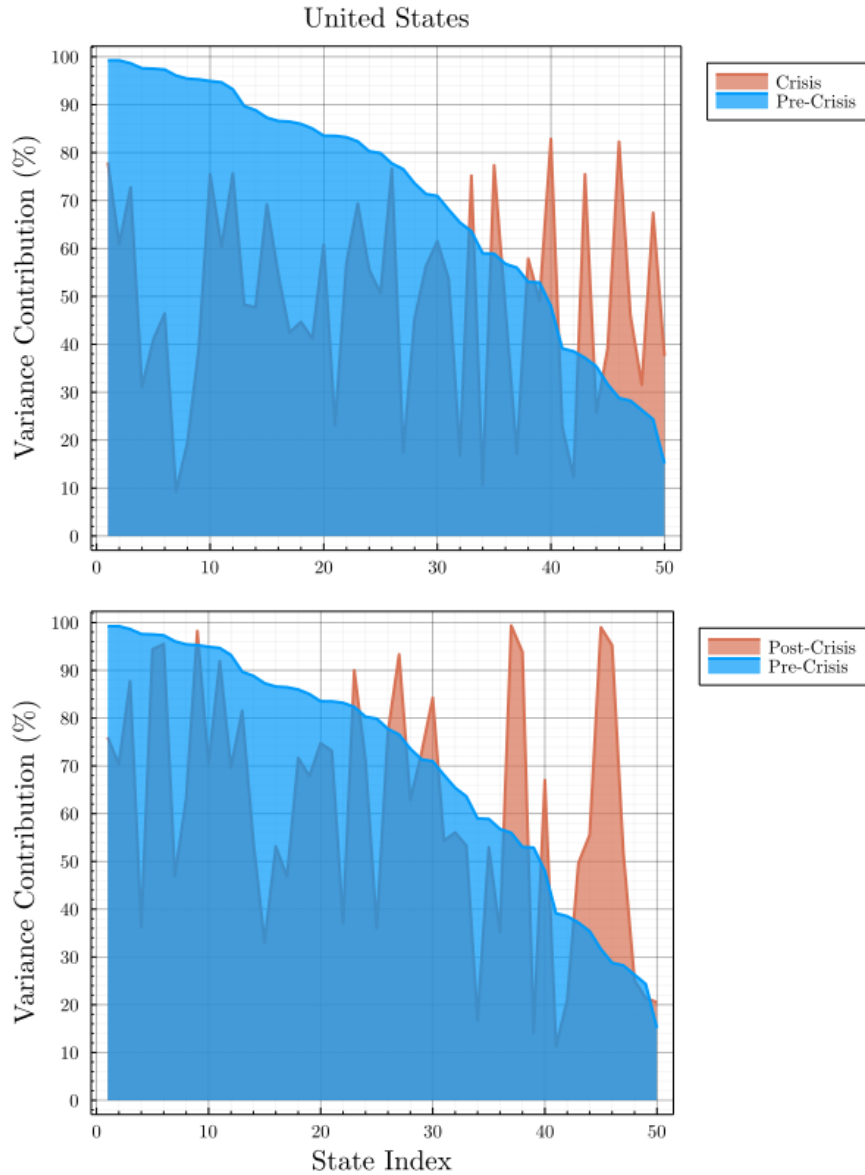 United States
Variance Contribution (%)
100
90
80
70
60
50
40
30
20
10
0
0 10 20 30 40 50
Crisis
Pre-Crisis
Variance Contribution (%)
100
90
80
70
60
50
40
30
20
10
0
0 10 20 30 40 50
State Index
Post-Crisis
Pre-Crisis